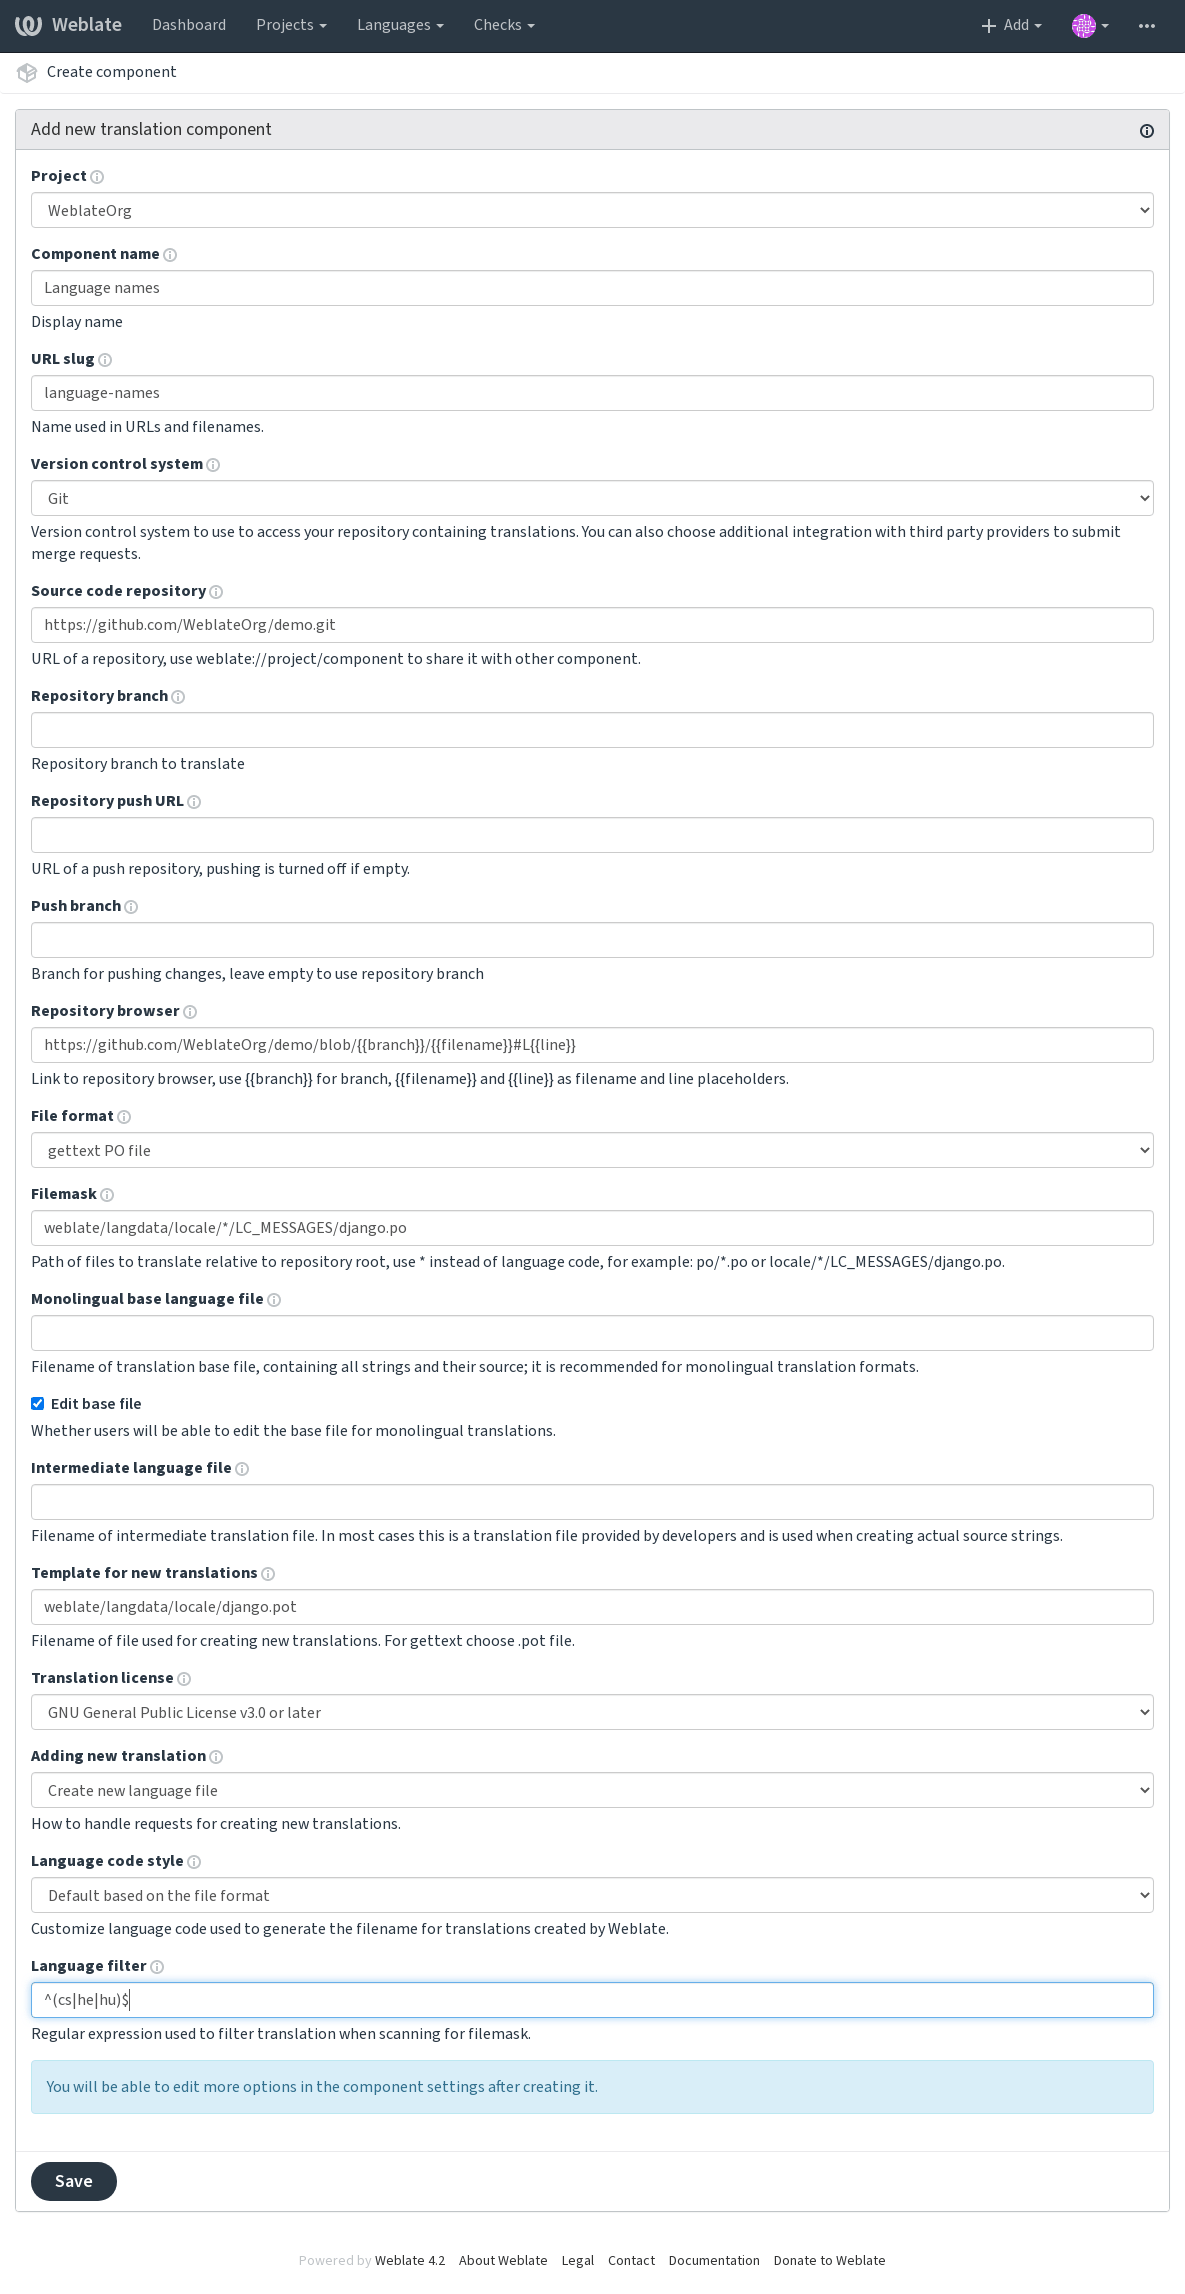 Weblate Dashboard Projects Languages Checks Add
Create component
Add new translation component
Project
WeblateOrg
Component name
Language names
Display name
URL slug
language-names
Name used in URLs and filenames.
Version control system
Git
Version control system to use to access your repository containing translations. You can also choose additional integration with third party providers to submit
merge requests.
Source code repository
https://github.com/WeblateOrg/demo.git
URL of a repository, use weblate://project/component to share it with other component.
Repository branch
Repository branch to translate
Repository push URL
URL of a push repository, pushing is turned off if empty.
Push branch
Branch for pushing changes, leave empty to use repository branch
Repository browser
https://github.com/WeblateOrg/demo/blob/{{branch}}/{{filename}}#L{{line}}
Link to repository browser, use {{branch}} for branch, {{filename}} and {{line}} as filename and line placeholders.
File format
gettext PO file
Filemask
weblate/langdata/locale/*/LC_MESSAGES/django.po
Path of files to translate relative to repository root, use * instead of language code, for example: po/*.po or locale/*/LC_MESSAGES/django.po.
Monolingual base language file
Filename of translation base file, containing all strings and their source; it is recommended for monolingual translation formats.
Edit base file
Whether users will be able to edit the base file for monolingual translations.
Intermediate language file
Filename of intermediate translation file. In most cases this is a translation file provided by developers and is used when creating actual source strings.
Template for new translations
weblate/langdata/locale/django.pot
Filename of file used for creating new translations. For gettext choose .pot file.
Translation license
GNU General Public License v3.0 or later
Adding new translation
Create new language file
How to handle requests for creating new translations.
Language code style
Default based on the file format
Customize language code used to generate the filename for translations created by Weblate.
Language filter
^(cs|he|hu)$
Regular expression used to filter translation when scanning for filemask.
You will be able to edit more options in the component settings after creating it.
Save
Powered by Weblate 4.2 About Weblate Legal Contact Documentation Donate to Weblate